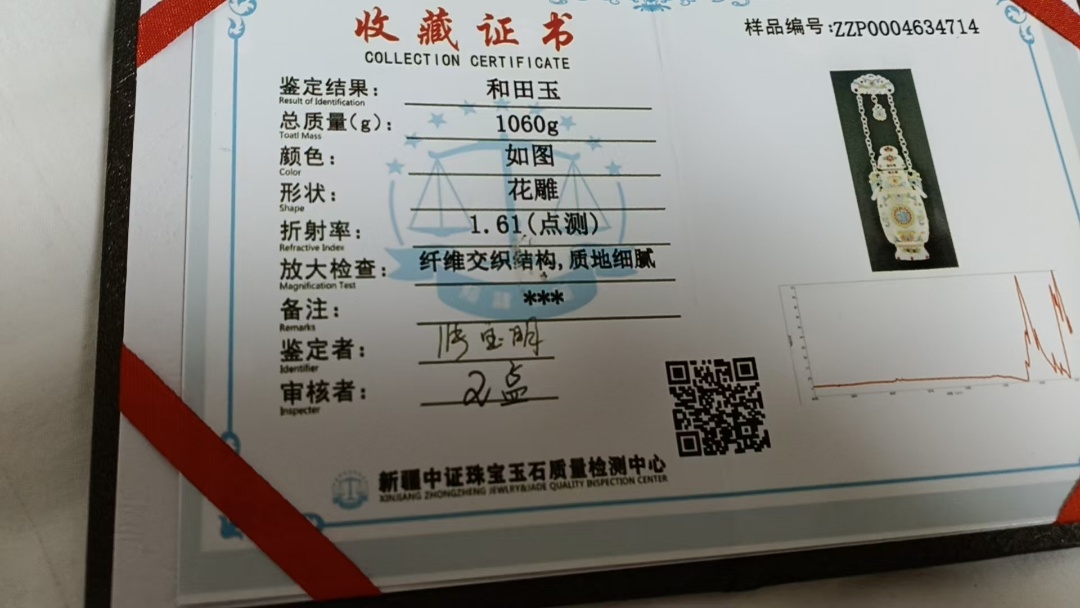 收藏证书
COLLECTION CERTIFICATE
样品编号:ZZP0004634714
鉴定结果: 和田玉
Result of Identification
总质量(g): 1060g
Toatl Mass
颜色: 如图
Color
形状: 花雕
Shape
折射率: 1.61(点测)
Refractive Index
放大检查: 纤维交织结构,质地细腻
Magnification Test
备注: ***
Remarks
鉴定者:
Identifier
审核者:
Inspecter
新疆中证珠宝玉石质量检测中心
XINJIANG ZHONGZHENG JEWLRY&JADE QUALITY INSPECTION CENTER